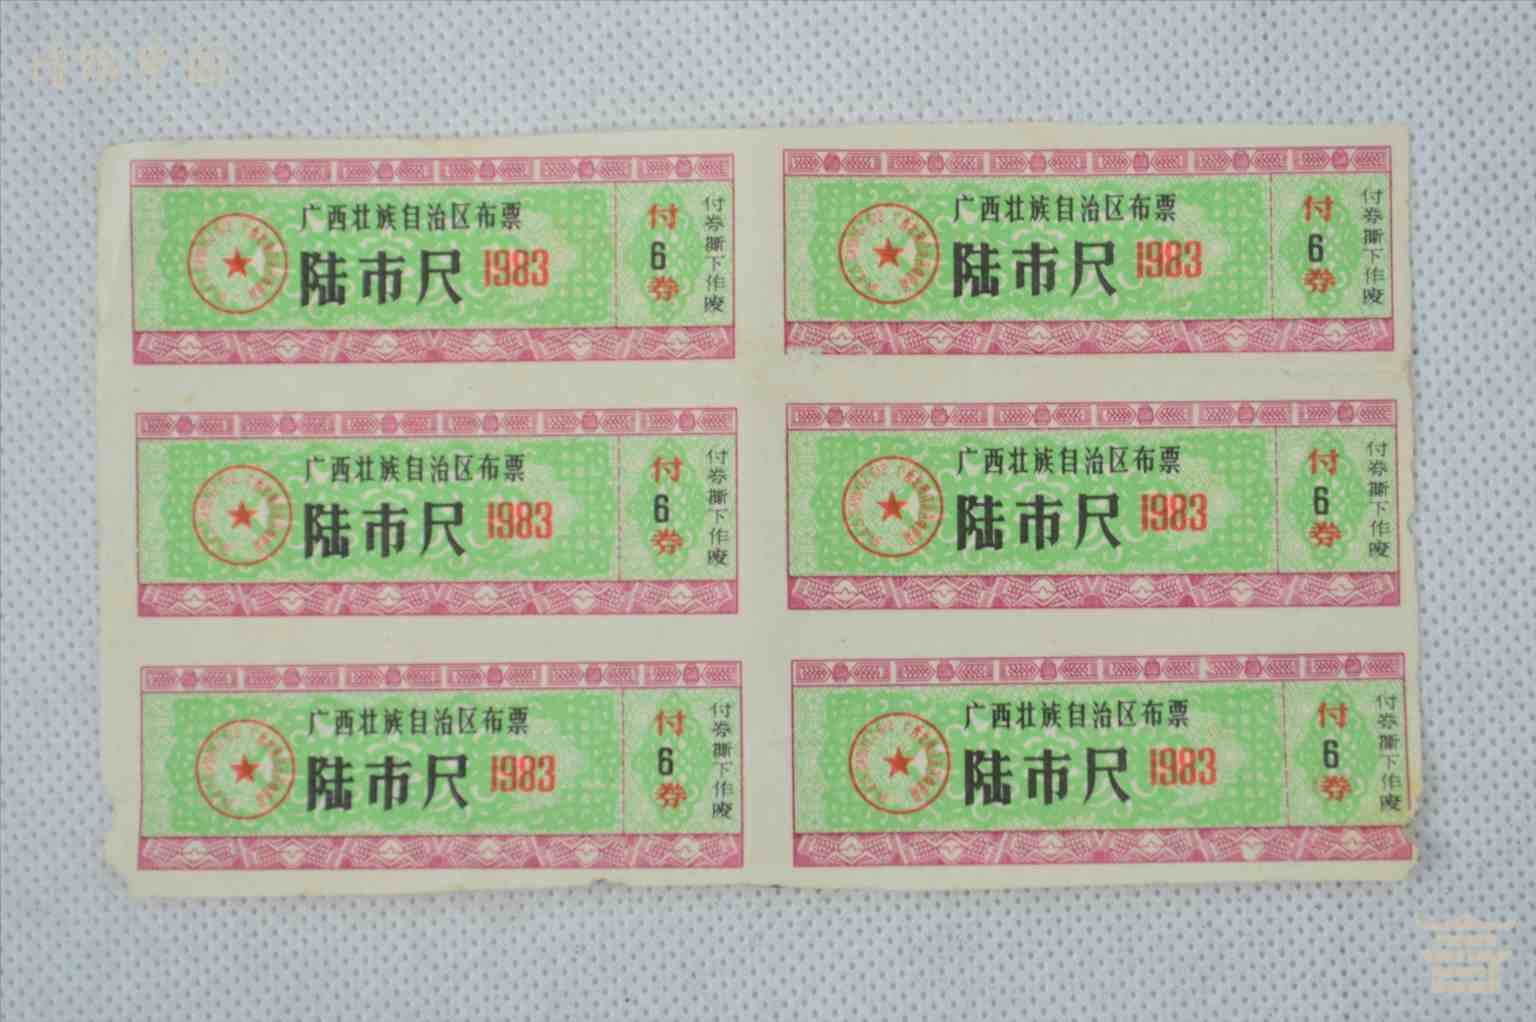 广西壮族自治区布票
陆市尺 1983
付
6
券
付券撕下作废
广西壮族自治区布票
陆市尺 1983
付
6
券
付券撕下作废
广西壮族自治区布票
陆市尺 1983
付
6
券
付券撕下作废
广西壮族自治区布票
陆市尺 1983
付
6
券
付券撕下作废
广西壮族自治区布票
陆市尺 1983
付
6
券
付券撕下作废
广西壮族自治区布票
陆市尺 1983
付
6
券
付券撕下作废